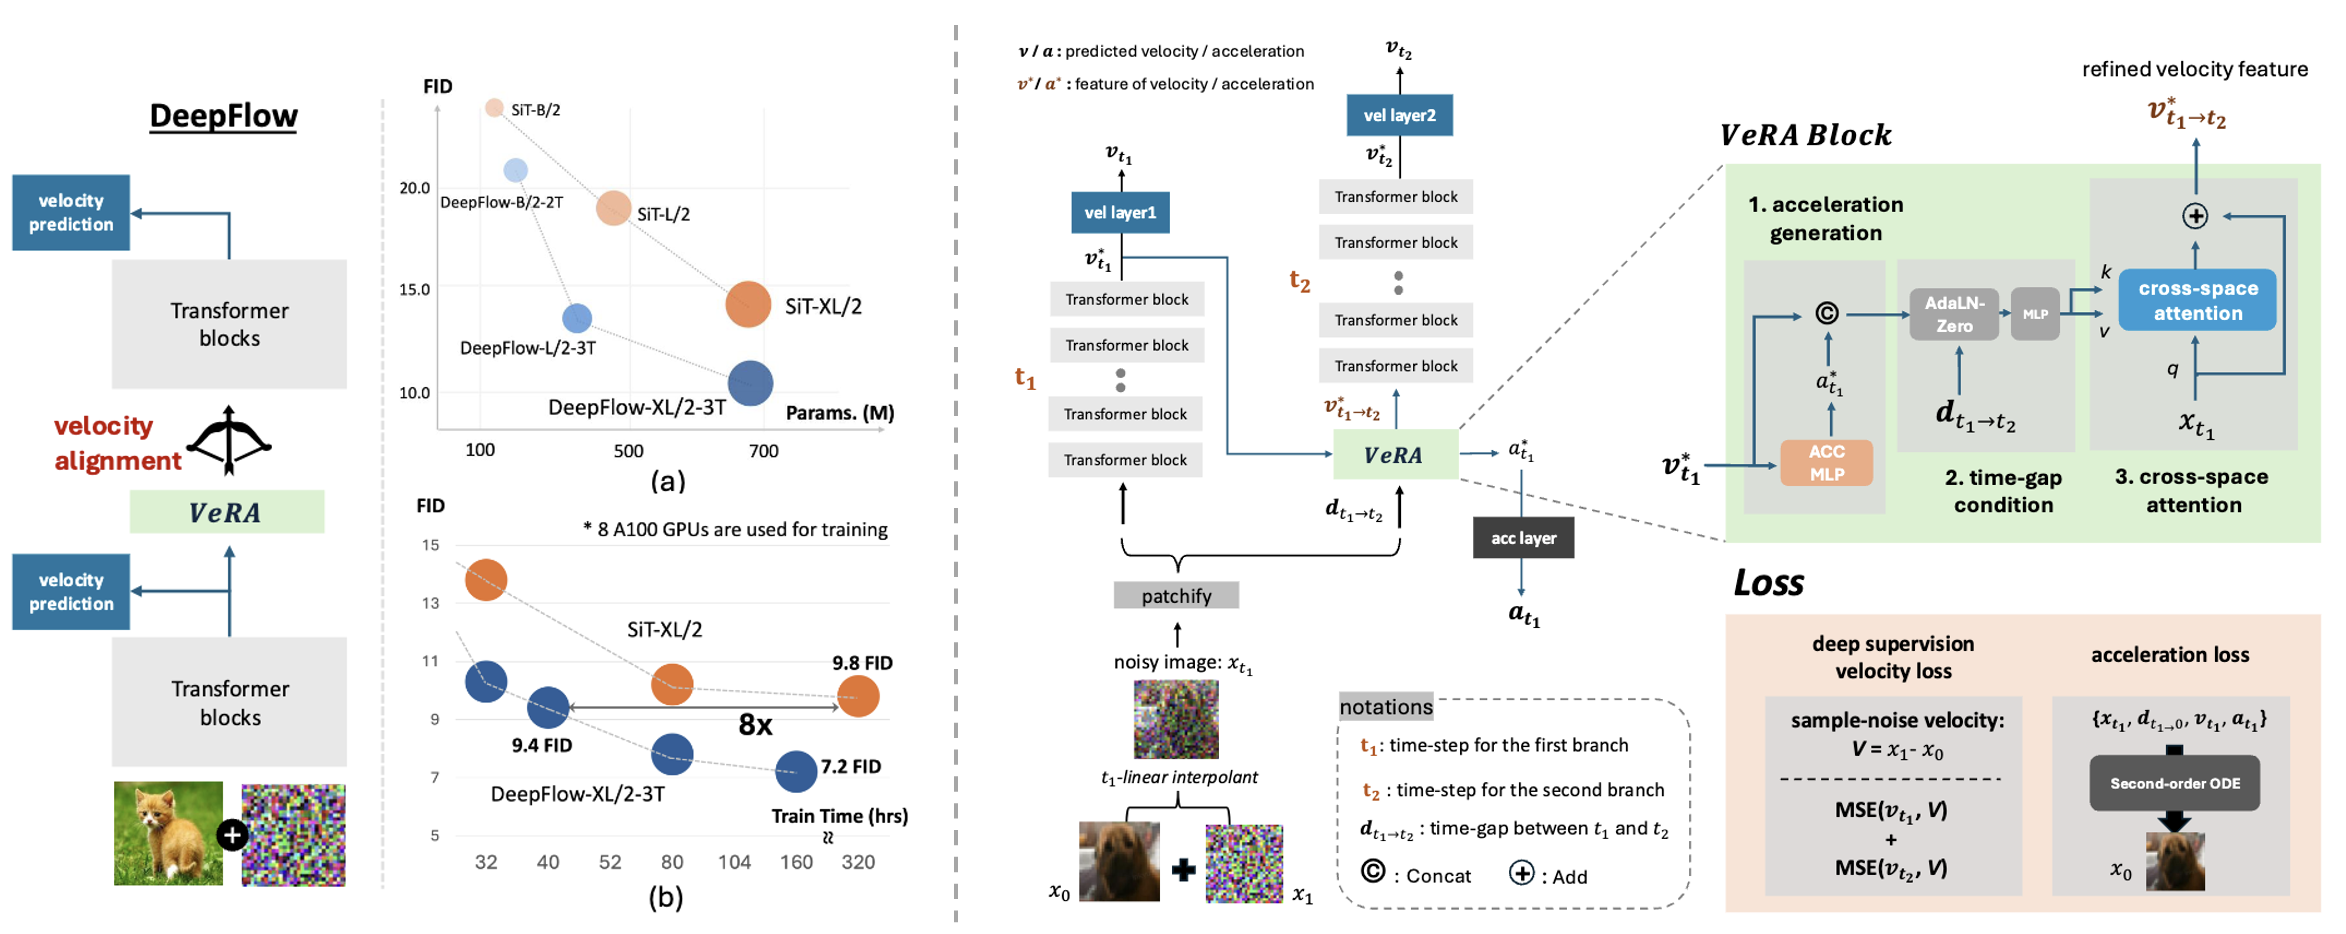 DeepFlow
velocity
prediction
Transformer
blocks
velocity
alignment
VeRA
velocity
prediction
Transformer
blocks
FID
SiT-B/2
20.0
DeepFlow-B/2-2T
SiT-L/2
15.0
SiT-XL/2
DeepFlow-L/2-3T
10.0
DeepFlow-XL/2-3T
Params. (M)
100 500 700
(a)
FID
* 8 A100 GPUs are used for training
15
13
SiT-XL/2
11
9.8 FID
9
8x
9.4 FID
7
7.2 FID
DeepFlow-XL/2-3T
Train Time (hrs)
5
32 40 52 80 104 160 320
(b)
v / a : predicted velocity / acceleration
v*/ a* : feature of velocity / acceleration
v_{t_1}
vel layer1
v*_{t_1}
Transformer block
Transformer block
t_1
Transformer block
Transformer block
v_{t_2}
vel layer2
v*_{t_2}
Transformer block
Transformer block
t_2
Transformer block
Transformer block
v*_{t_1→t_2}
VeRA
a*_{t_1}
d_{t_1→t_2}
acc layer
a_{t_1}
patchify
noisy image: x_{t_1}
t_1-linear interpolant
x_0
x_1
notations
t_1: time-step for the first branch
t_2 : time-step for the second branch
d_{t_1→t_2} : time-gap between t_1 and t_2
© : Concat ⊕ : Add
refined velocity feature
v*_{t_1→t_2}
VeRA Block
1. acceleration
generation
©
a*_{t_1}
ACC
MLP
v*_{t_1}
AdaLN-
Zero
MLP
d_{t_1→t_2}
2. time-gap
condition
k
v
cross-space
attention
q
x_{t_1}
3. cross-space
attention
Loss
deep supervision
velocity loss
sample-noise velocity:
V = x_1- x_0
MSE(v_{t_1}, V)
+
MSE(v_{t_2}, V)
acceleration loss
{x_{t_1}, d_{t_1→0}, v_{t_1}, a_{t_1}}
Second-order ODE
x_0